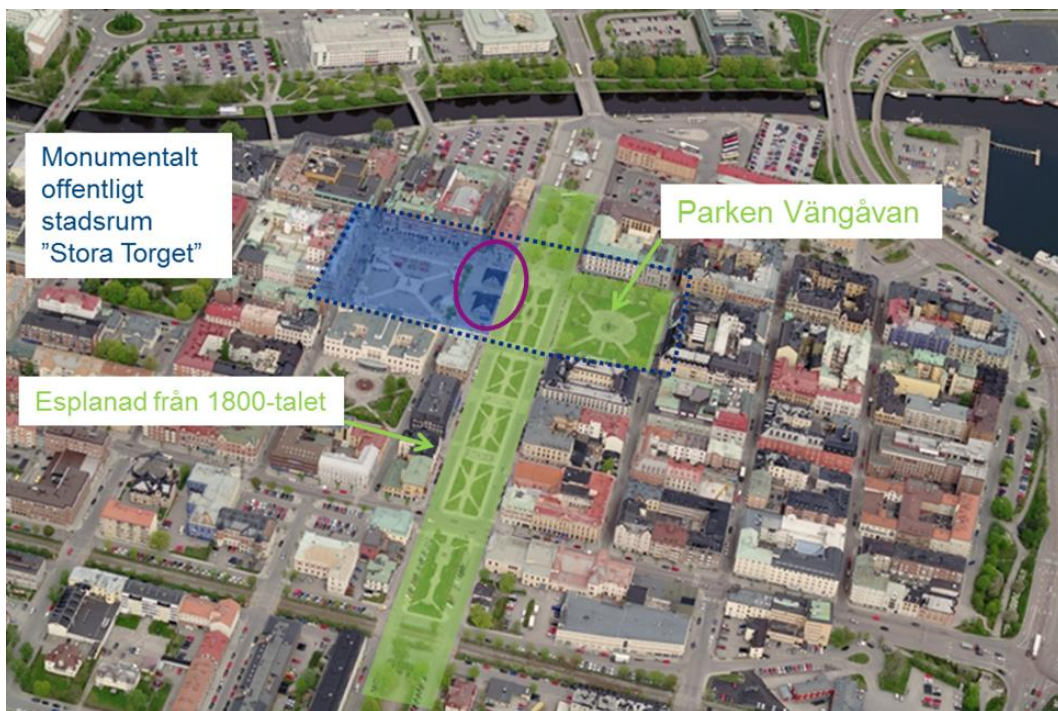 Monumentalt
offentligt
stadsrum
”Stora Torget”
Parken Vängåvan
Esplanad från 1800-talet